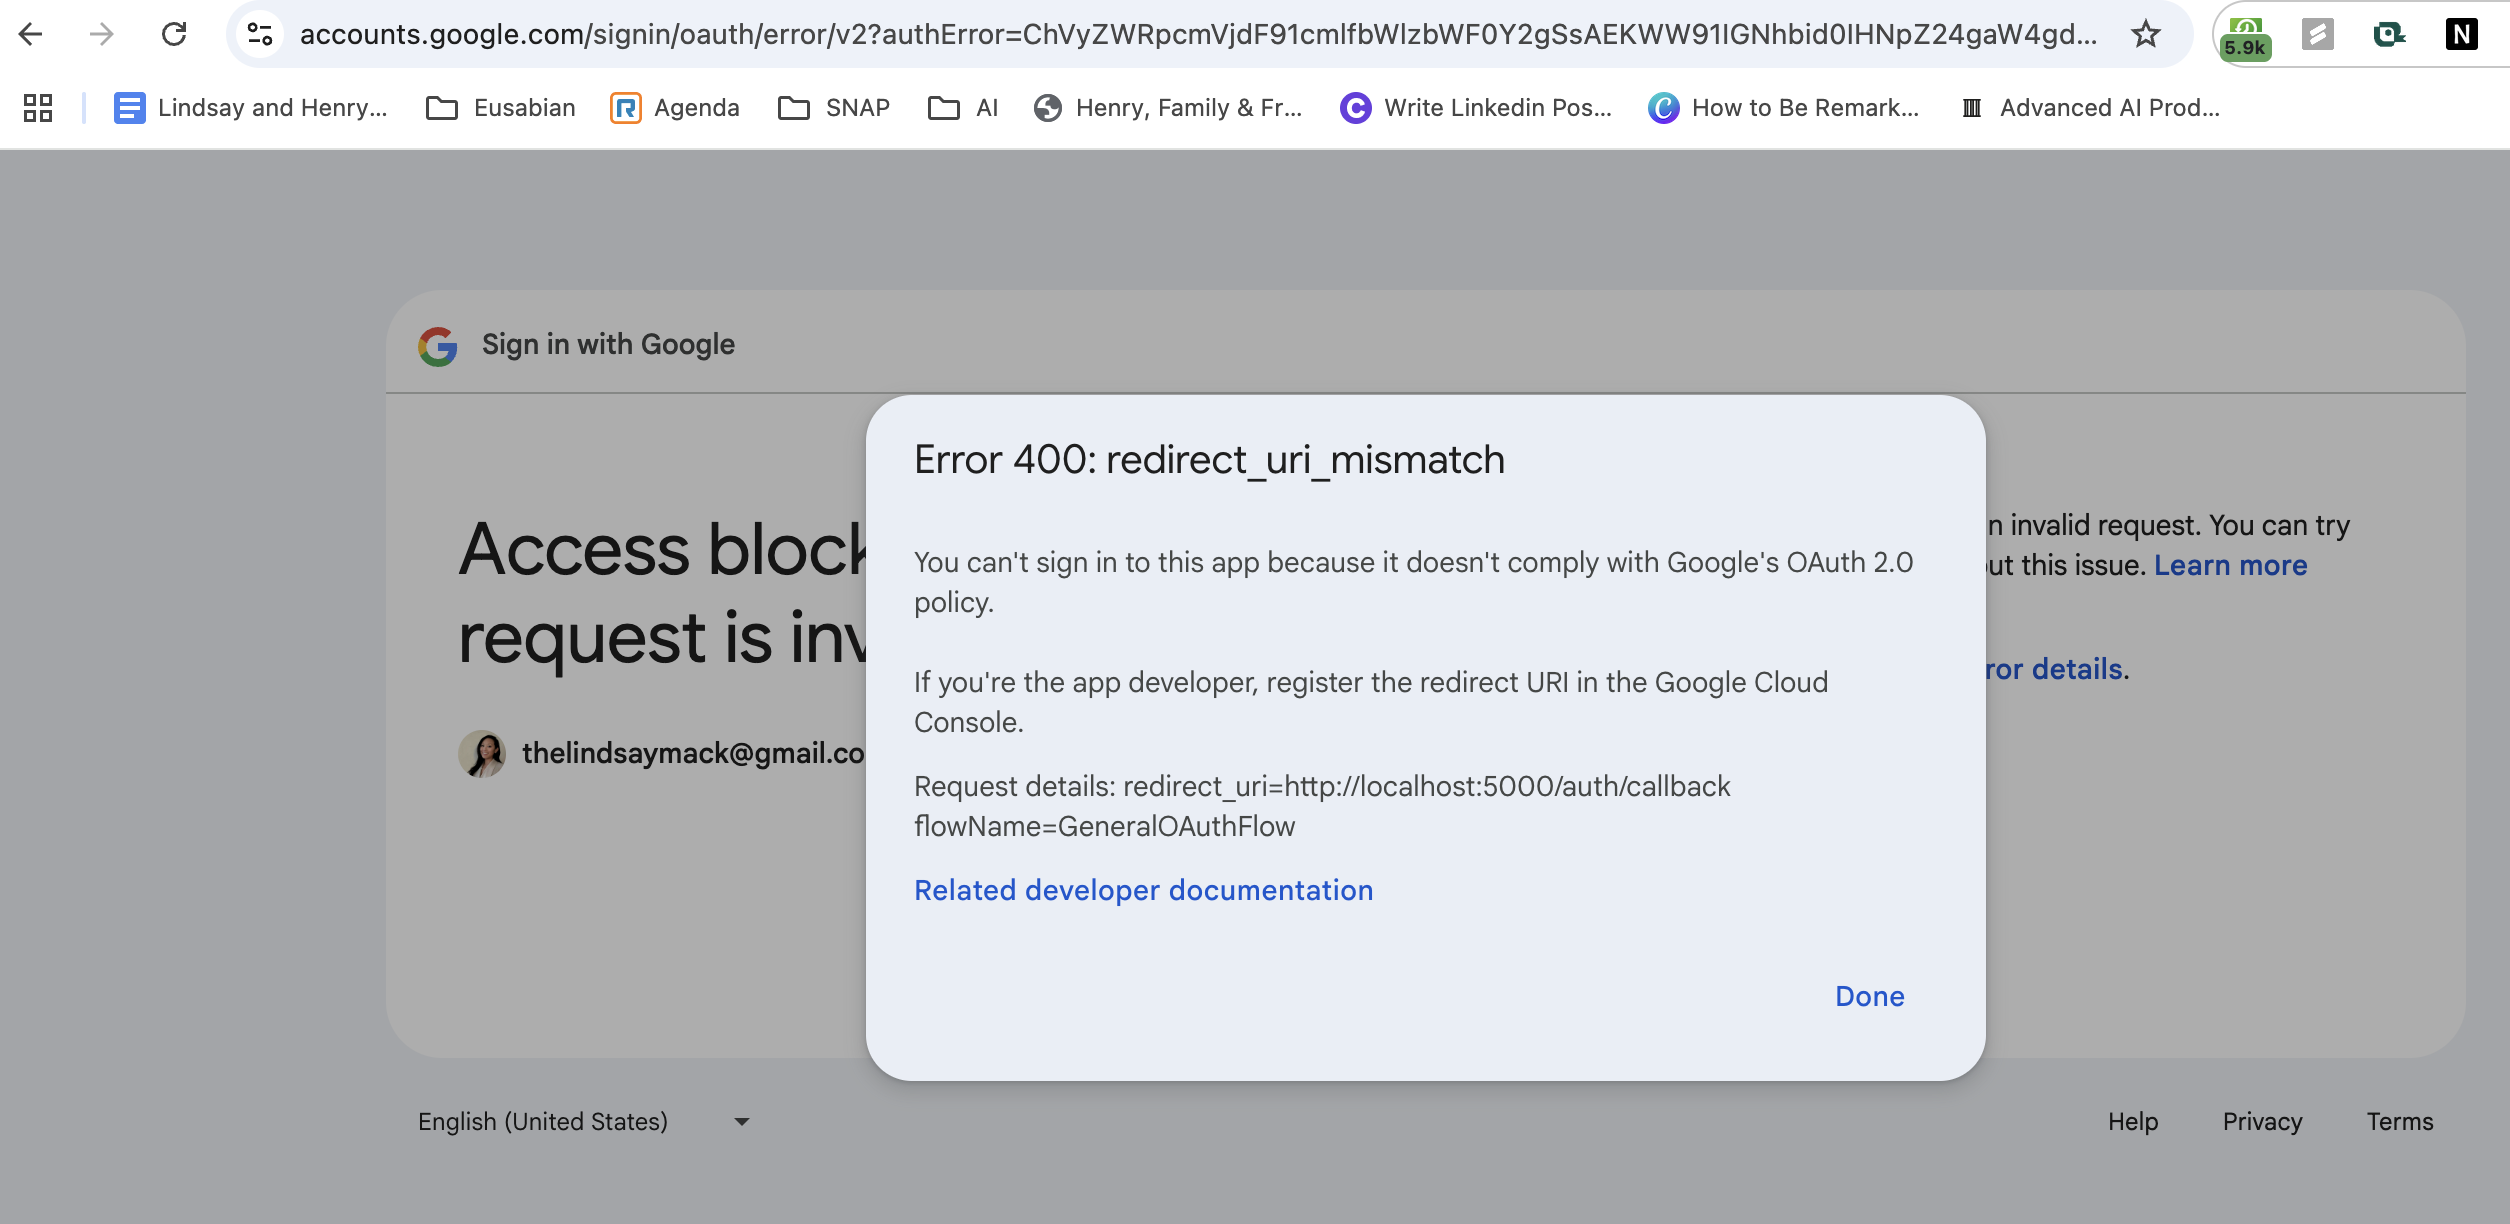 accounts.google.com/signin/oauth/error/v2?authError=ChVyZWRpcmVjdF91cmlfbWlzbWF0Y2gSsAEKWW91IGNhbid0IHNpZ24gaW4gd...
5.9k
N
Lindsay and Henry...
Eusabian
Agenda
SNAP
AI
Henry, Family & Fr...
Write Linkedin Pos...
How to Be Remark...
Advanced AI Prod...
Sign in with Google
Access block
request is inv
thelindsaymack@gmail.co
n invalid request. You can try
out this issue. Learn more
ror details.
Error 400: redirect_uri_mismatch
You can't sign in to this app because it doesn't comply with Google's OAuth 2.0
policy.
If you're the app developer, register the redirect URI in the Google Cloud
Console.
Request details: redirect_uri=http://localhost:5000/auth/callback
flowName=GeneralOAuthFlow
Related developer documentation
Done
English (United States)
Help
Privacy
Terms